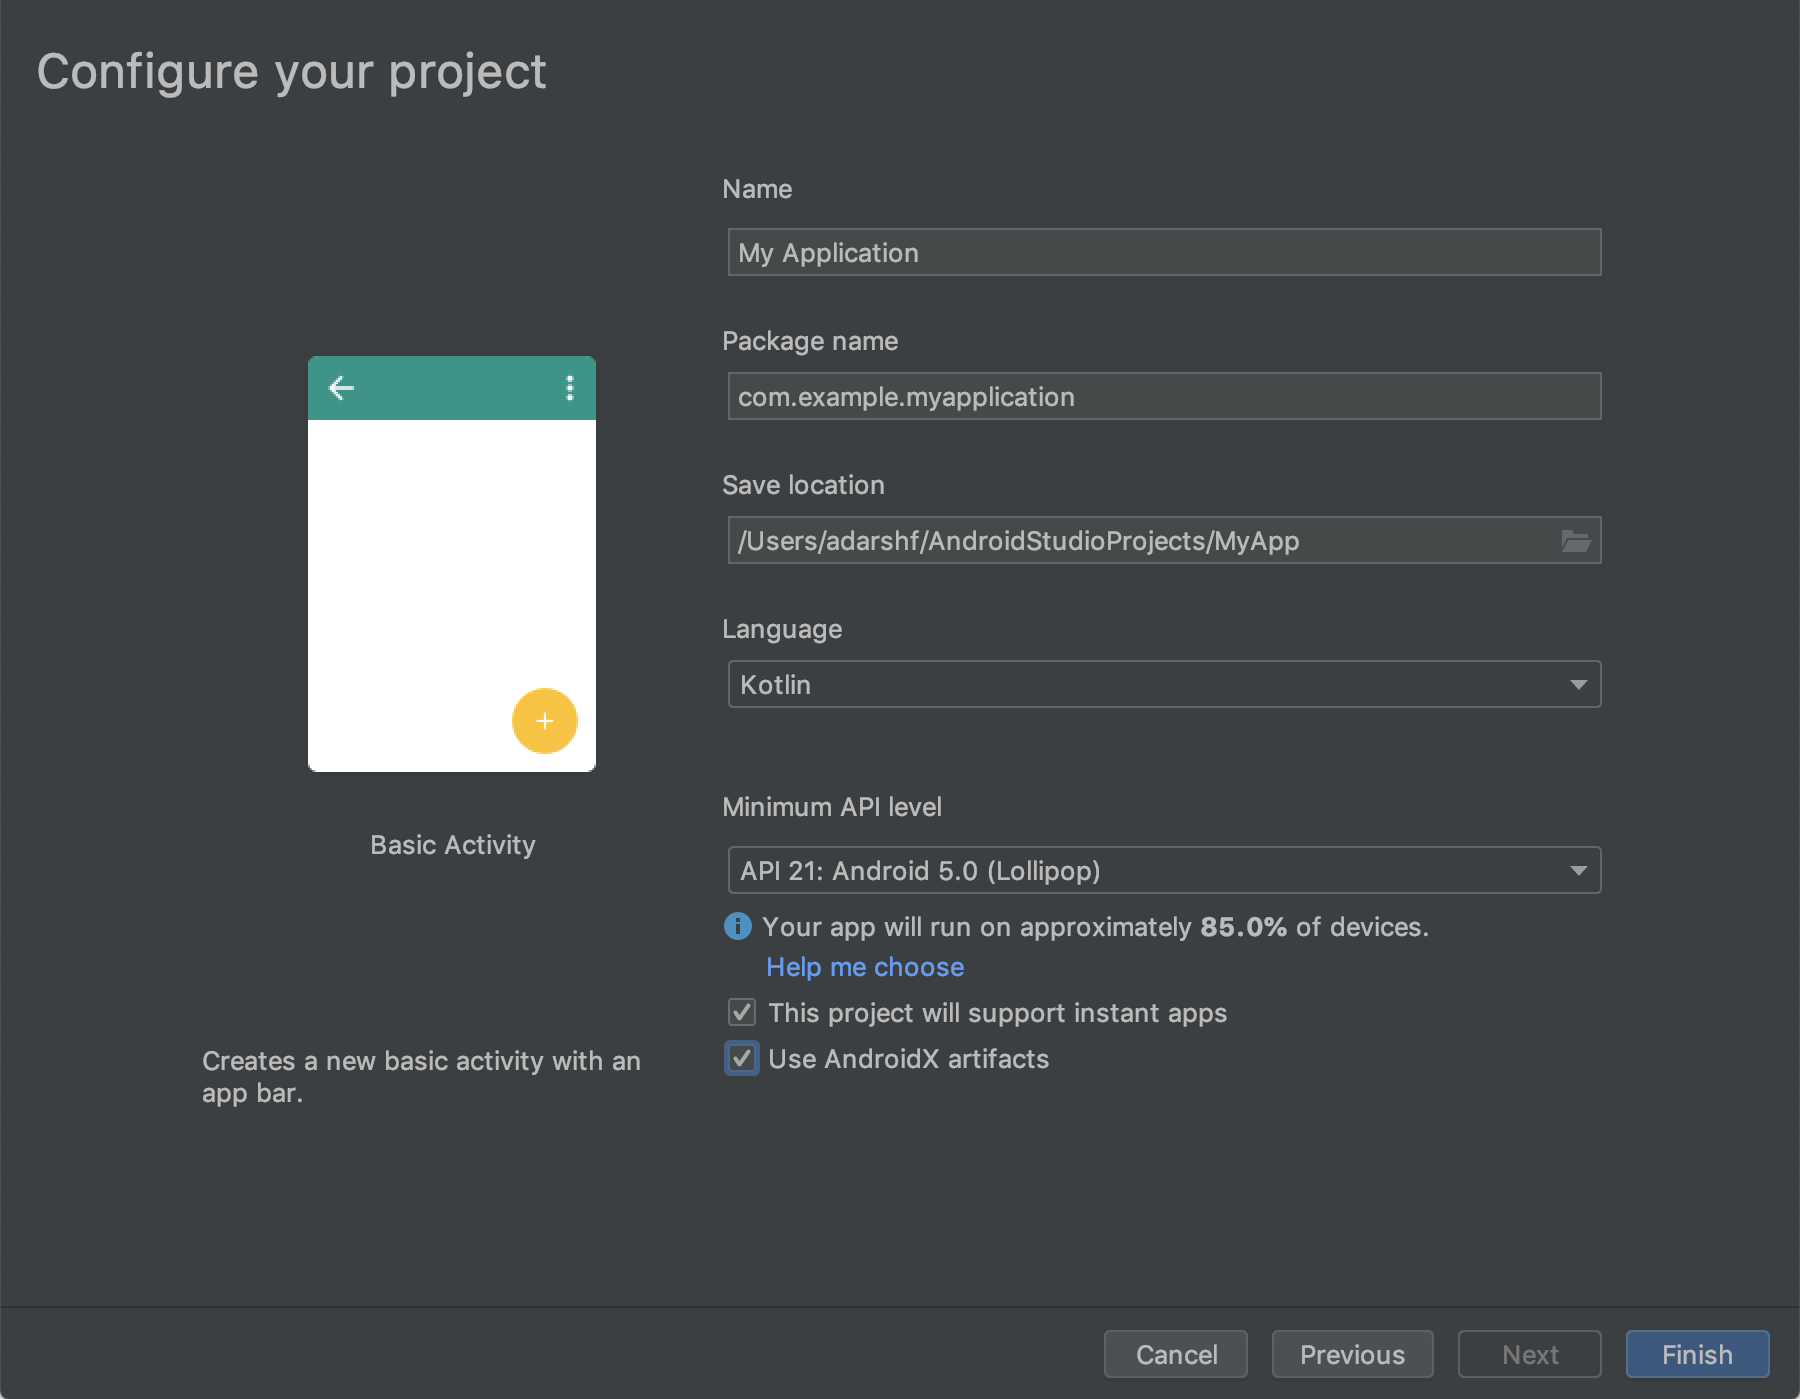 Configure your project
Name
My Application
Package name
com.example.myapplication
Save location
/Users/adarshf/AndroidStudioProjects/MyApp
Language
Kotlin
Minimum API level
API 21: Android 5.0 (Lollipop)
Your app will run on approximately 85.0% of devices.
Help me choose
This project will support instant apps
Use AndroidX artifacts
Basic Activity
Creates a new basic activity with an
app bar.
Cancel
Previous
Next
Finish